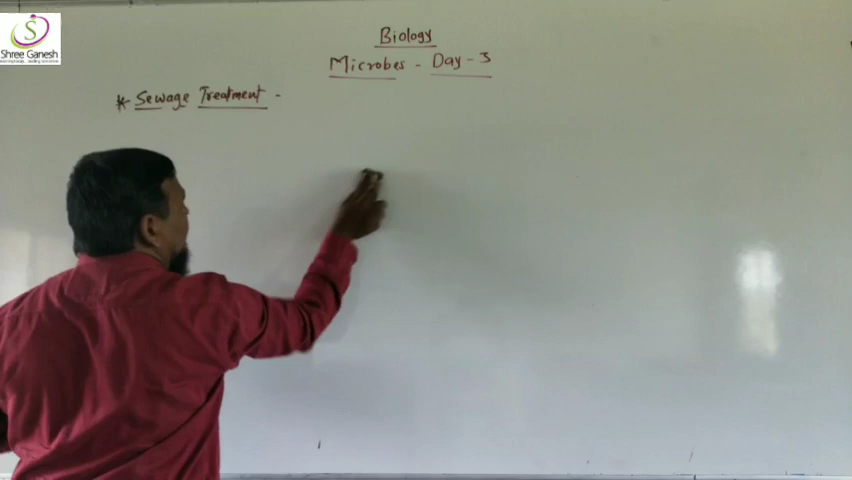 S
Shree Ganesh
Biology
Microbes - Day - 3
* Sewage Treatment -